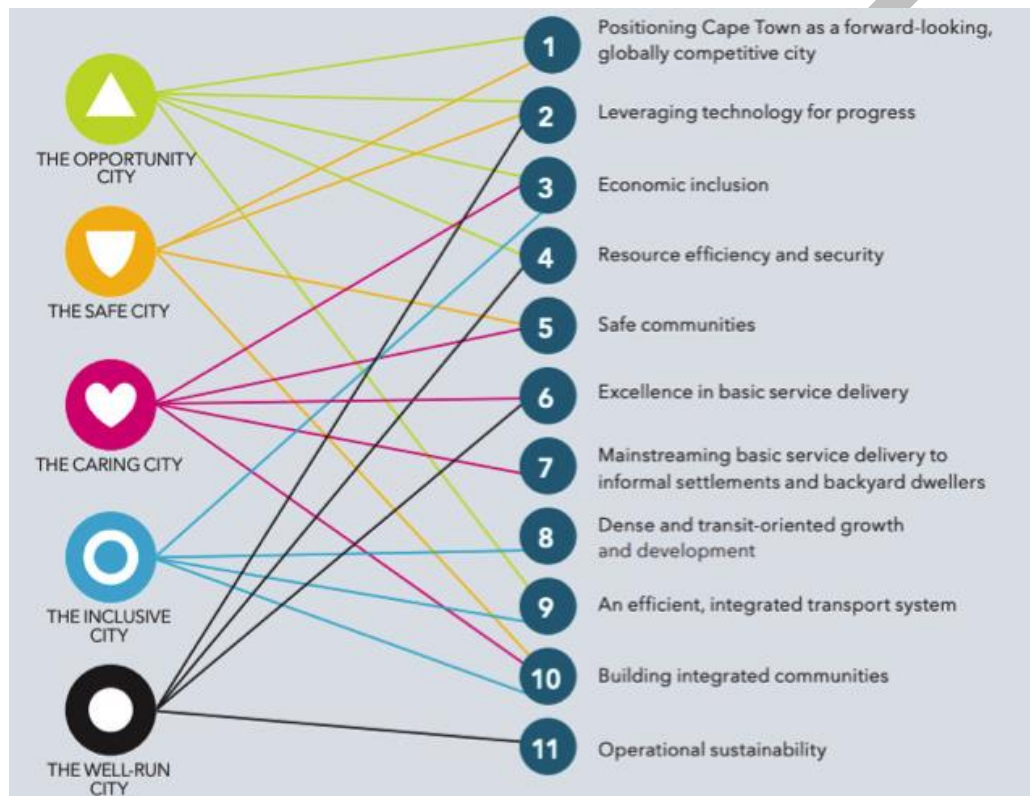 THE OPPORTUNITY
CITY
THE SAFE CITY
THE CARING CITY
THE INCLUSIVE
CITY
THE WELL-RUN
CITY
1
Positioning Cape Town as a forward-looking,
globally competitive city
2
Leveraging technology for progress
3
Economic inclusion
4
Resource efficiency and security
5
Safe communities
6
Excellence in basic service delivery
7
Mainstreaming basic service delivery to
informal settlements and backyard dwellers
8
Dense and transit-oriented growth
and development
9
An efficient, integrated transport system
10
Building integrated communities
11
Operational sustainability